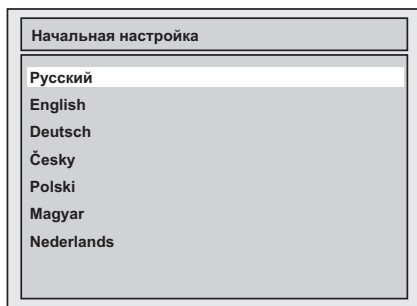 Начальная настройка
Русский
English
Deutsch
Česky
Polski
Magyar
Nederlands